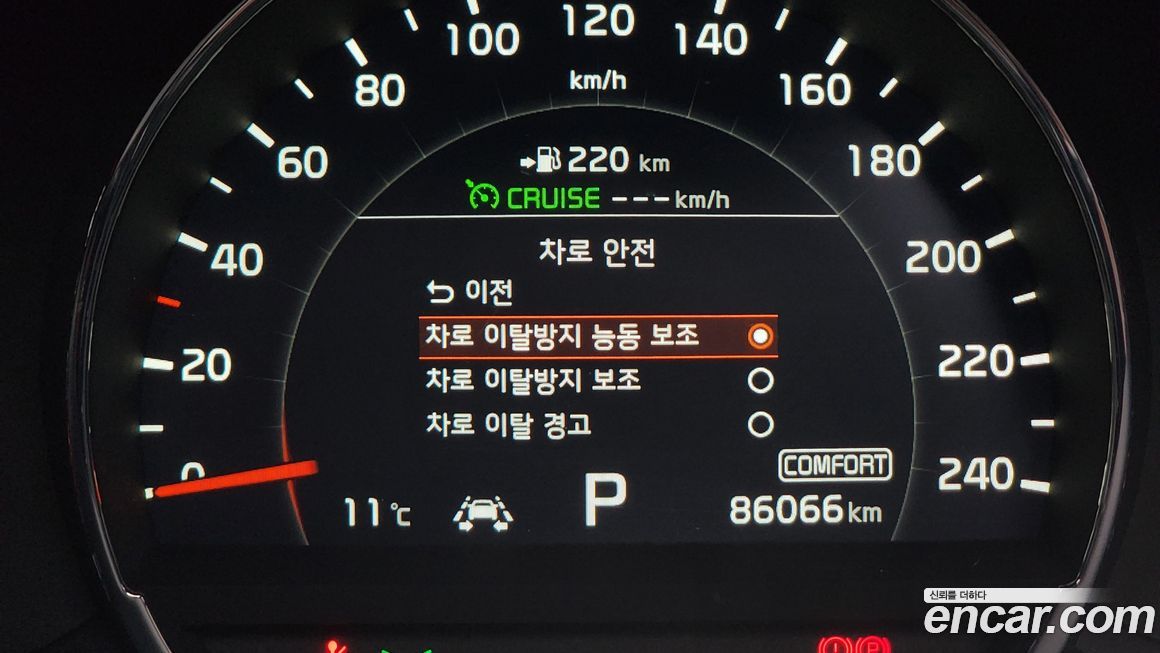 120
100
140
80
km/h
160
60
220 km
180
CRUISE ---km/h
40
차로 안전
200
이전
차로 이탈방지 능동 보조
20
220
차로 이탈방지 보조
차로 이탈 경고
0
COMFORT
240
11℃
P
86066 km
신뢰를 더하다
encar.com
P